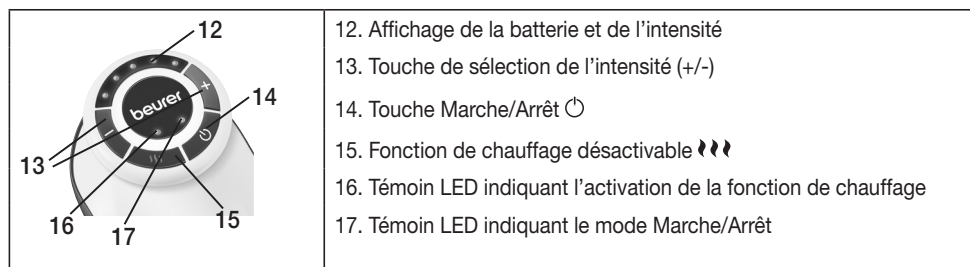 12
beurer
14
13
16
17
15
12. Affichage de la batterie et de l'intensité
13. Touche de sélection de l'intensité (+/-)
14. Touche Marche/Arrêt
15. Fonction de chauffage désactivable
16. Témoin LED indiquant l'activation de la fonction de chauffage
17. Témoin LED indiquant le mode Marche/Arrêt